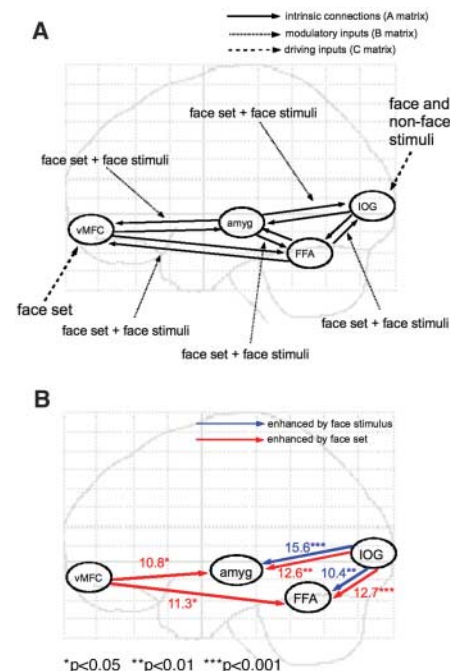 A
intrinsic connections (A matrix)
modulatory inputs (B matrix)
driving inputs (C matrix)
face and
non-face
stimuli
face set + face stimuli
face set + face stimuli
vMFC
amyg
IOG
FFA
face set
face set + face stimuli
face set + face stimuli
face set + face stimuli
B
enhanced by face stimulus
enhanced by face set
15.6***
10.8*
12.6**
10.4**
IOG
vMFC
amyg
FFA
12.7***
11.3*
*p<0.05 **p<0.01 ***p<0.001